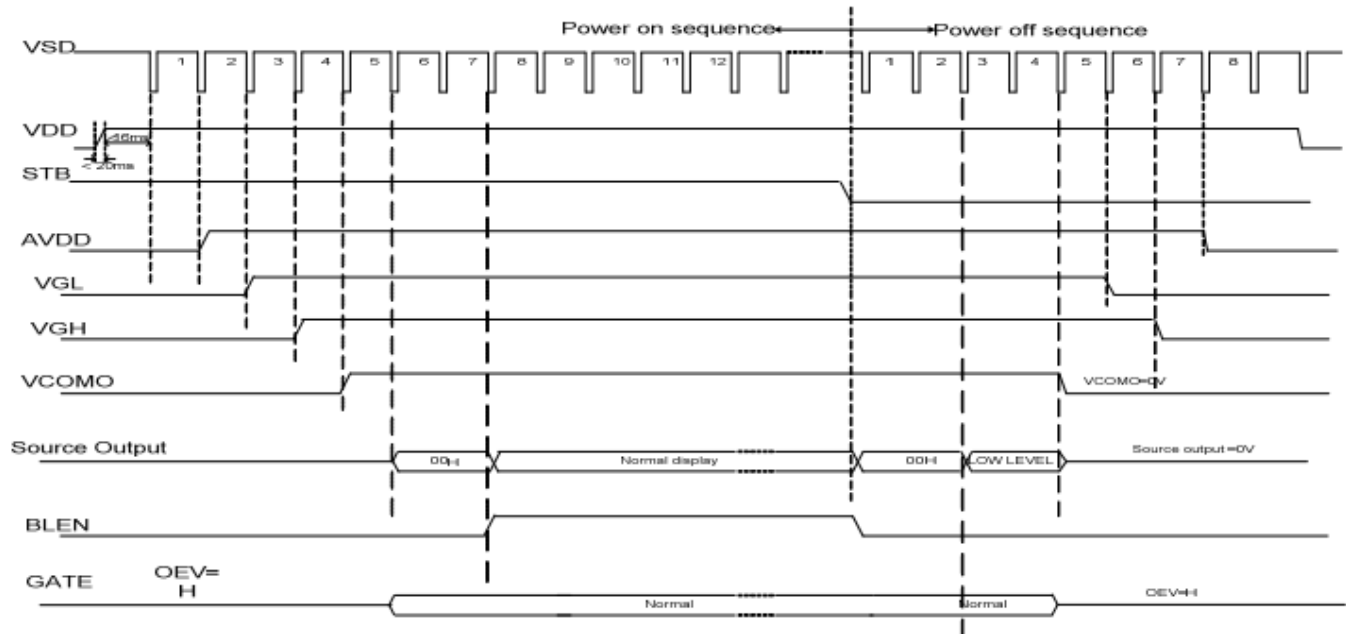 Power on sequence
Power off sequence
VSD
1 2 3 4 5 6 7 8 9 10 11 12 1 2 3 4 5 6 7 8
VDD
<16ms
< 20ms
STB
AVDD
VGL
VGH
VCOMO
VCOMO=0V
Source Output
00H
Normal display
00H
LOW LEVEL
Source output=0V
BLEN
GATE
OEV=
H
Normal
Normal
OEV=H